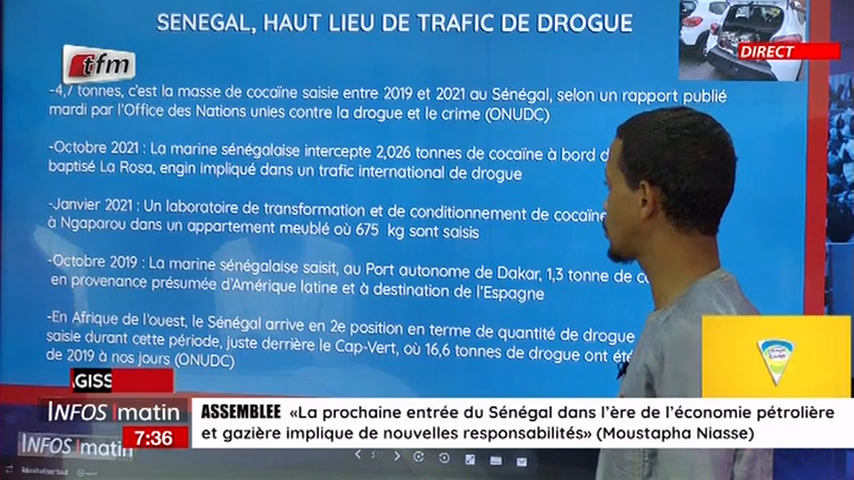 SENEGAL, HAUT LIEU DE TRAFIC DE DROGUE
DIRECT
tfm
-4,7 tonnes, c'est la masse de cocaïne saisie entre 2019 et 2021 au Sénégal, selon un rapport publié
mardi par l'Office des Nations unies contre la drogue et le crime (ONUDC)
-Octobre 2021 : La marine sénégalaise intercepte 2,026 tonnes de cocaïne à bord
baptisé La Rosa, engin impliqué dans un trafic international de drogue
-Janvier 2021 : Un laboratoire de transformation et de conditionnement de cocaïne
à Ngaparou dans un appartement meublé où 675 kg sont saisis
-Octobre 2019 : La marine sénégalaise saisit, au Port autonome de Dakar, 1,3 tonne de
en provenance présumée d'Amérique latine et à destination de l'Espagne
-En Afrique de l'ouest, le Sénégal arrive en 2e position en terme de quantité de drogue
saisie durant cette période, juste derrière le Cap-Vert, où 16,6 tonnes de drogue ont été
de 2019 à nos jours (ONUDC)
.GISS
INFOS matin
ASSEMBLEE «La prochaine entrée du Sénégal dans l'ère de l'économie pétrolière
et gazière implique de nouvelles responsabilités» (Moustapha Niasse)
7:36
INFOS matin